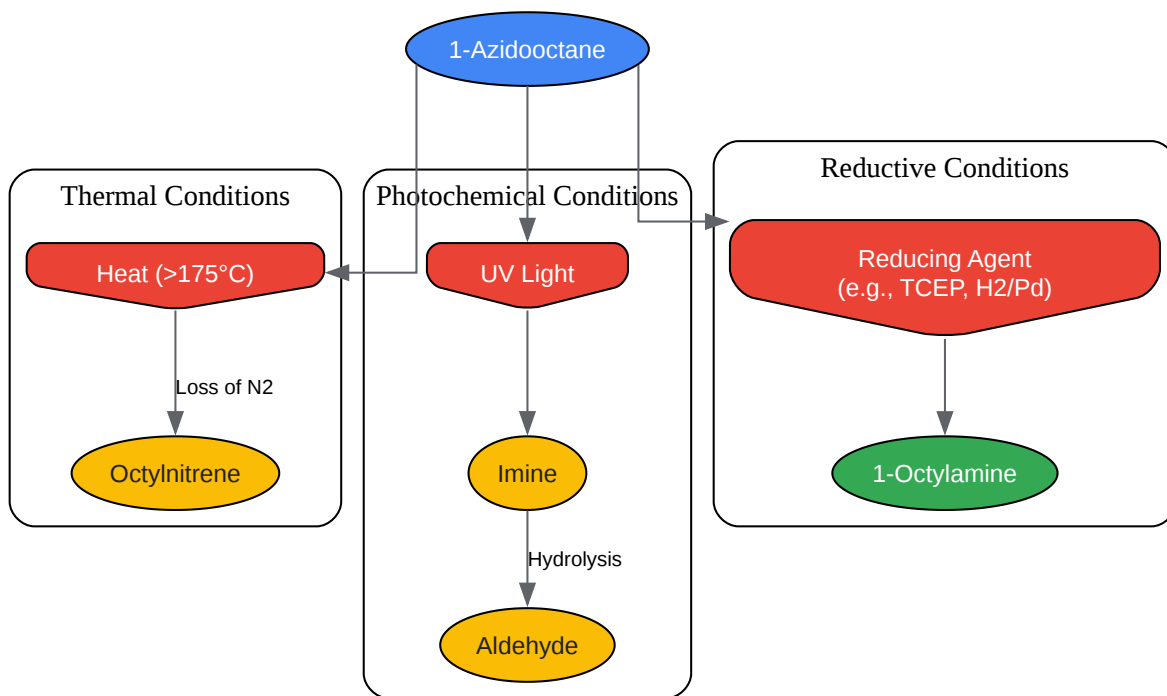 1-Azidooctane
Thermal Conditions
Heat (>175°C)
Loss of N2
Octylnitrene
Photochemical Conditions
UV Light
Imine
Hydrolysis
Aldehyde
Reductive Conditions
Reducing Agent
(e.g., TCEP, H2/Pd)
1-Octylamine